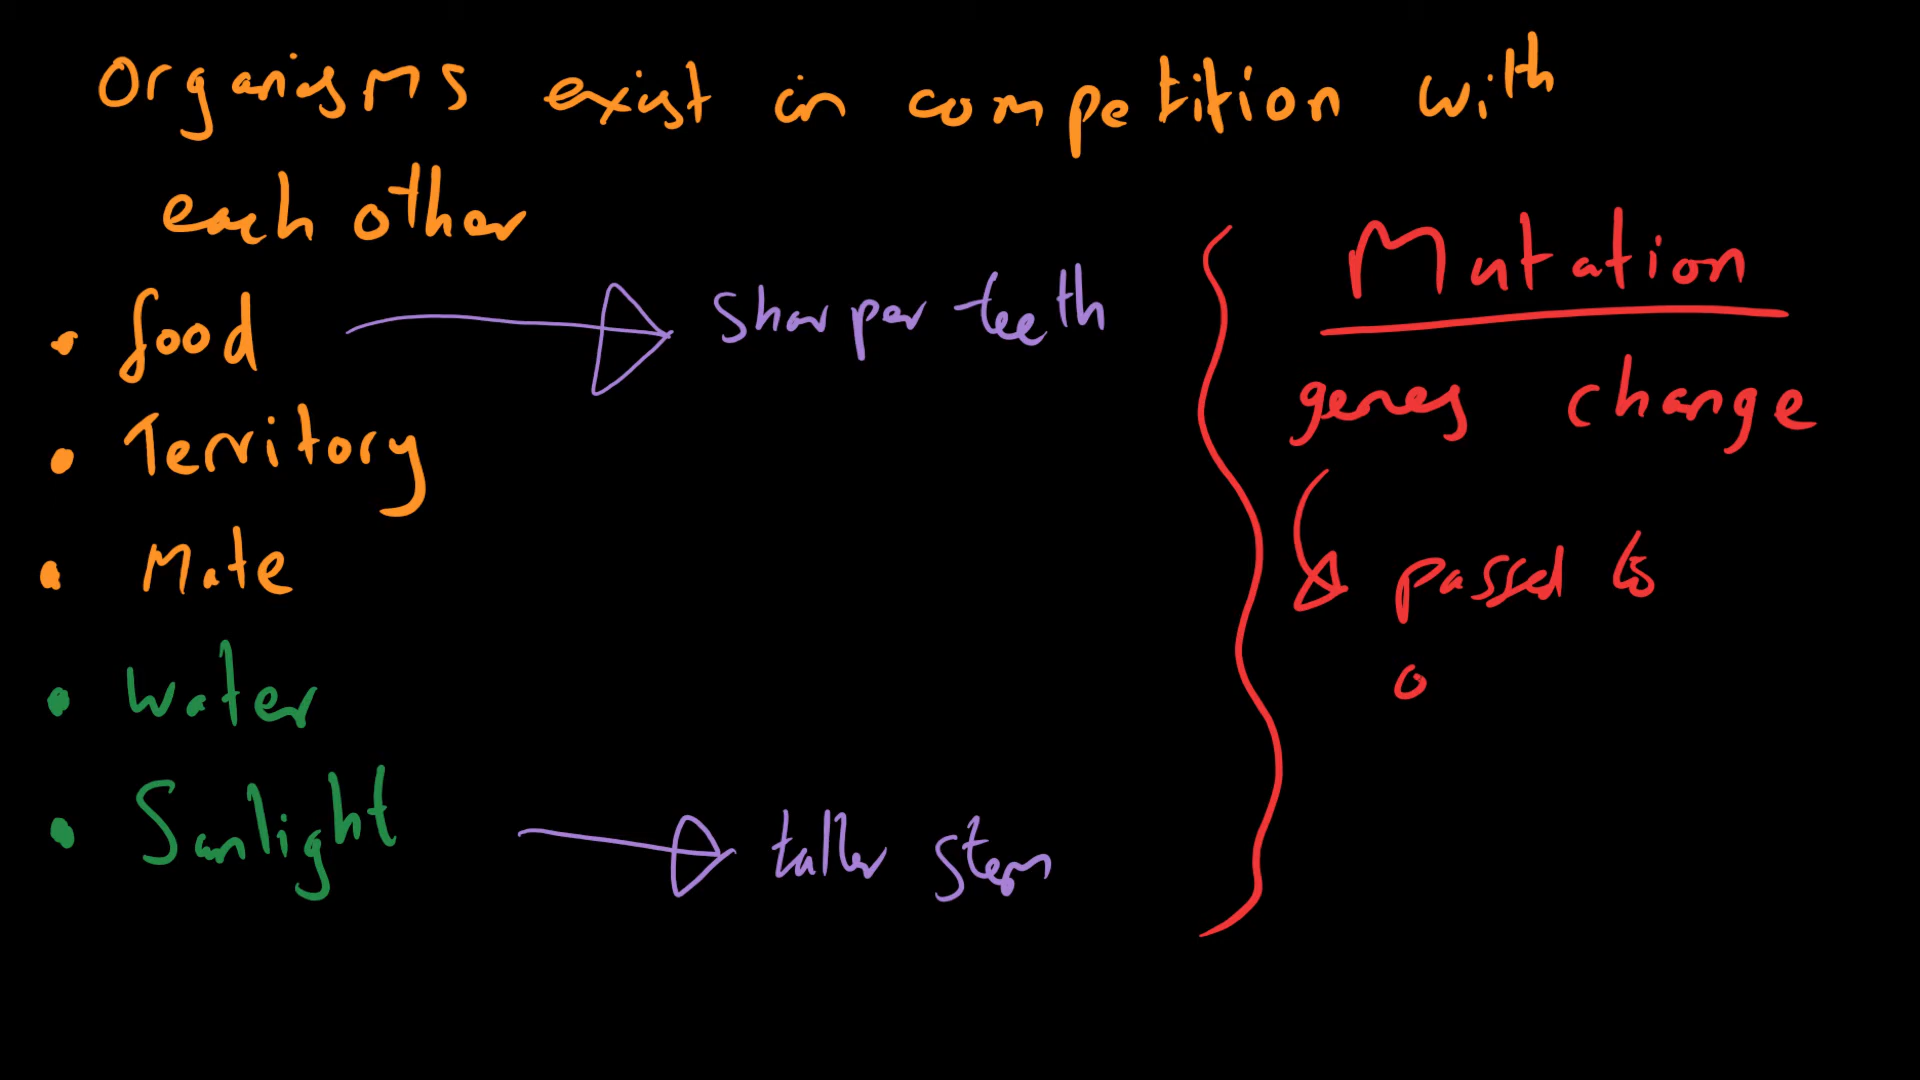 Organisms exist in competition with
each other
• food → sharper teeth
• Territory
• Mate
• Water
• Sunlight → taller stem
Mutation
genes change
↳ passed to
o